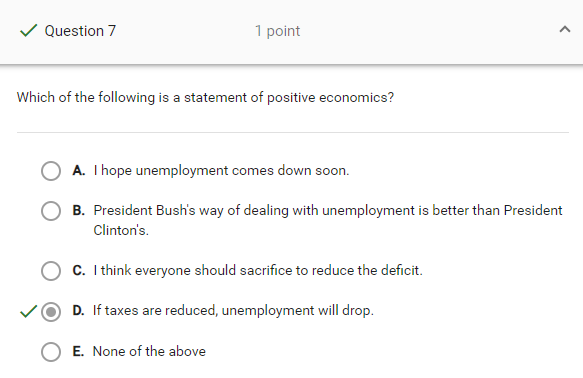 Question 7 1 point
Which of the following is a statement of positive economics?
A. I hope unemployment comes down soon.
B. President Bush's way of dealing with unemployment is better than President
Clinton's.
C. I think everyone should sacrifice to reduce the deficit.
D. If taxes are reduced, unemployment will drop.
E. None of the above